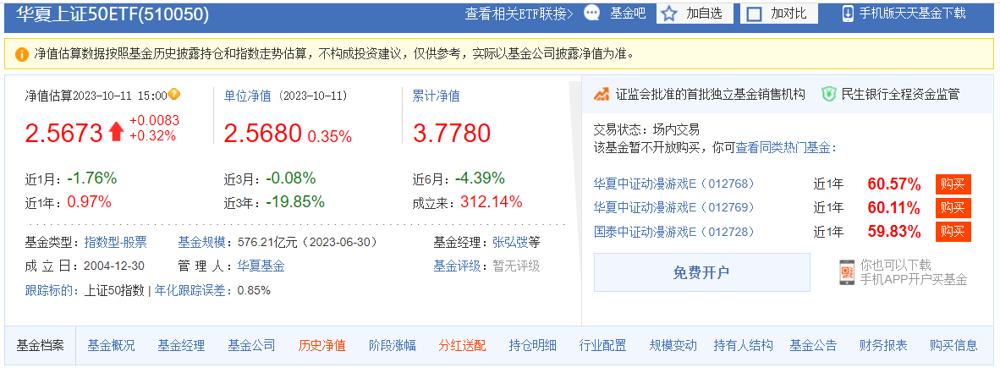 华夏上证50ETF(510050)
查看相关ETF联接>
基金吧
加自选
加对比
手机版天天基金下载
净值估算数据按照基金历史披露持仓和指数走势估算，不构成投资建议，仅供参考，实际以基金公司披露净值为准。
净值估算2023-10-11 15:00
单位净值（2023-10-11)
累计净值
2.5673
+0.0083
+0.32%
2.5680 0.35%
3.7780
近1月：-1.76%
近3月：-0.08%
近6月：-4.39%
近1年：0.97%
近3年：-19.85%
成立来：312.14%
基金类型：指数型-股票
基金规模：576.21亿元（2023-06-30）
基金经理：张弘弢等
成 立 日：2004-12-30
管 理 人：华夏基金
基金评级：暂无评级
跟踪标的：上证50指数 | 年化跟踪误差：0.85%
证监会批准的首批独立基金销售机构
民生银行全程资金监管
交易状态：场内交易
该基金暂不开放购买，你可查看同类热门基金：
华夏中证动漫游戏E（012768） 近1年 60.57% 购买
华夏中证动漫游戏E（012769） 近1年 60.11% 购买
国泰中证动漫游戏E（012728） 近1年 59.83% 购买
免费开户
你也可以下载
手机APP开户买基金
基金档案 基金概况 基金经理 基金公司 历史净值 阶段涨幅 分红送配 持仓明细 行业配置 规模变动 持有人结构 基金公告 财务报表 购买信息